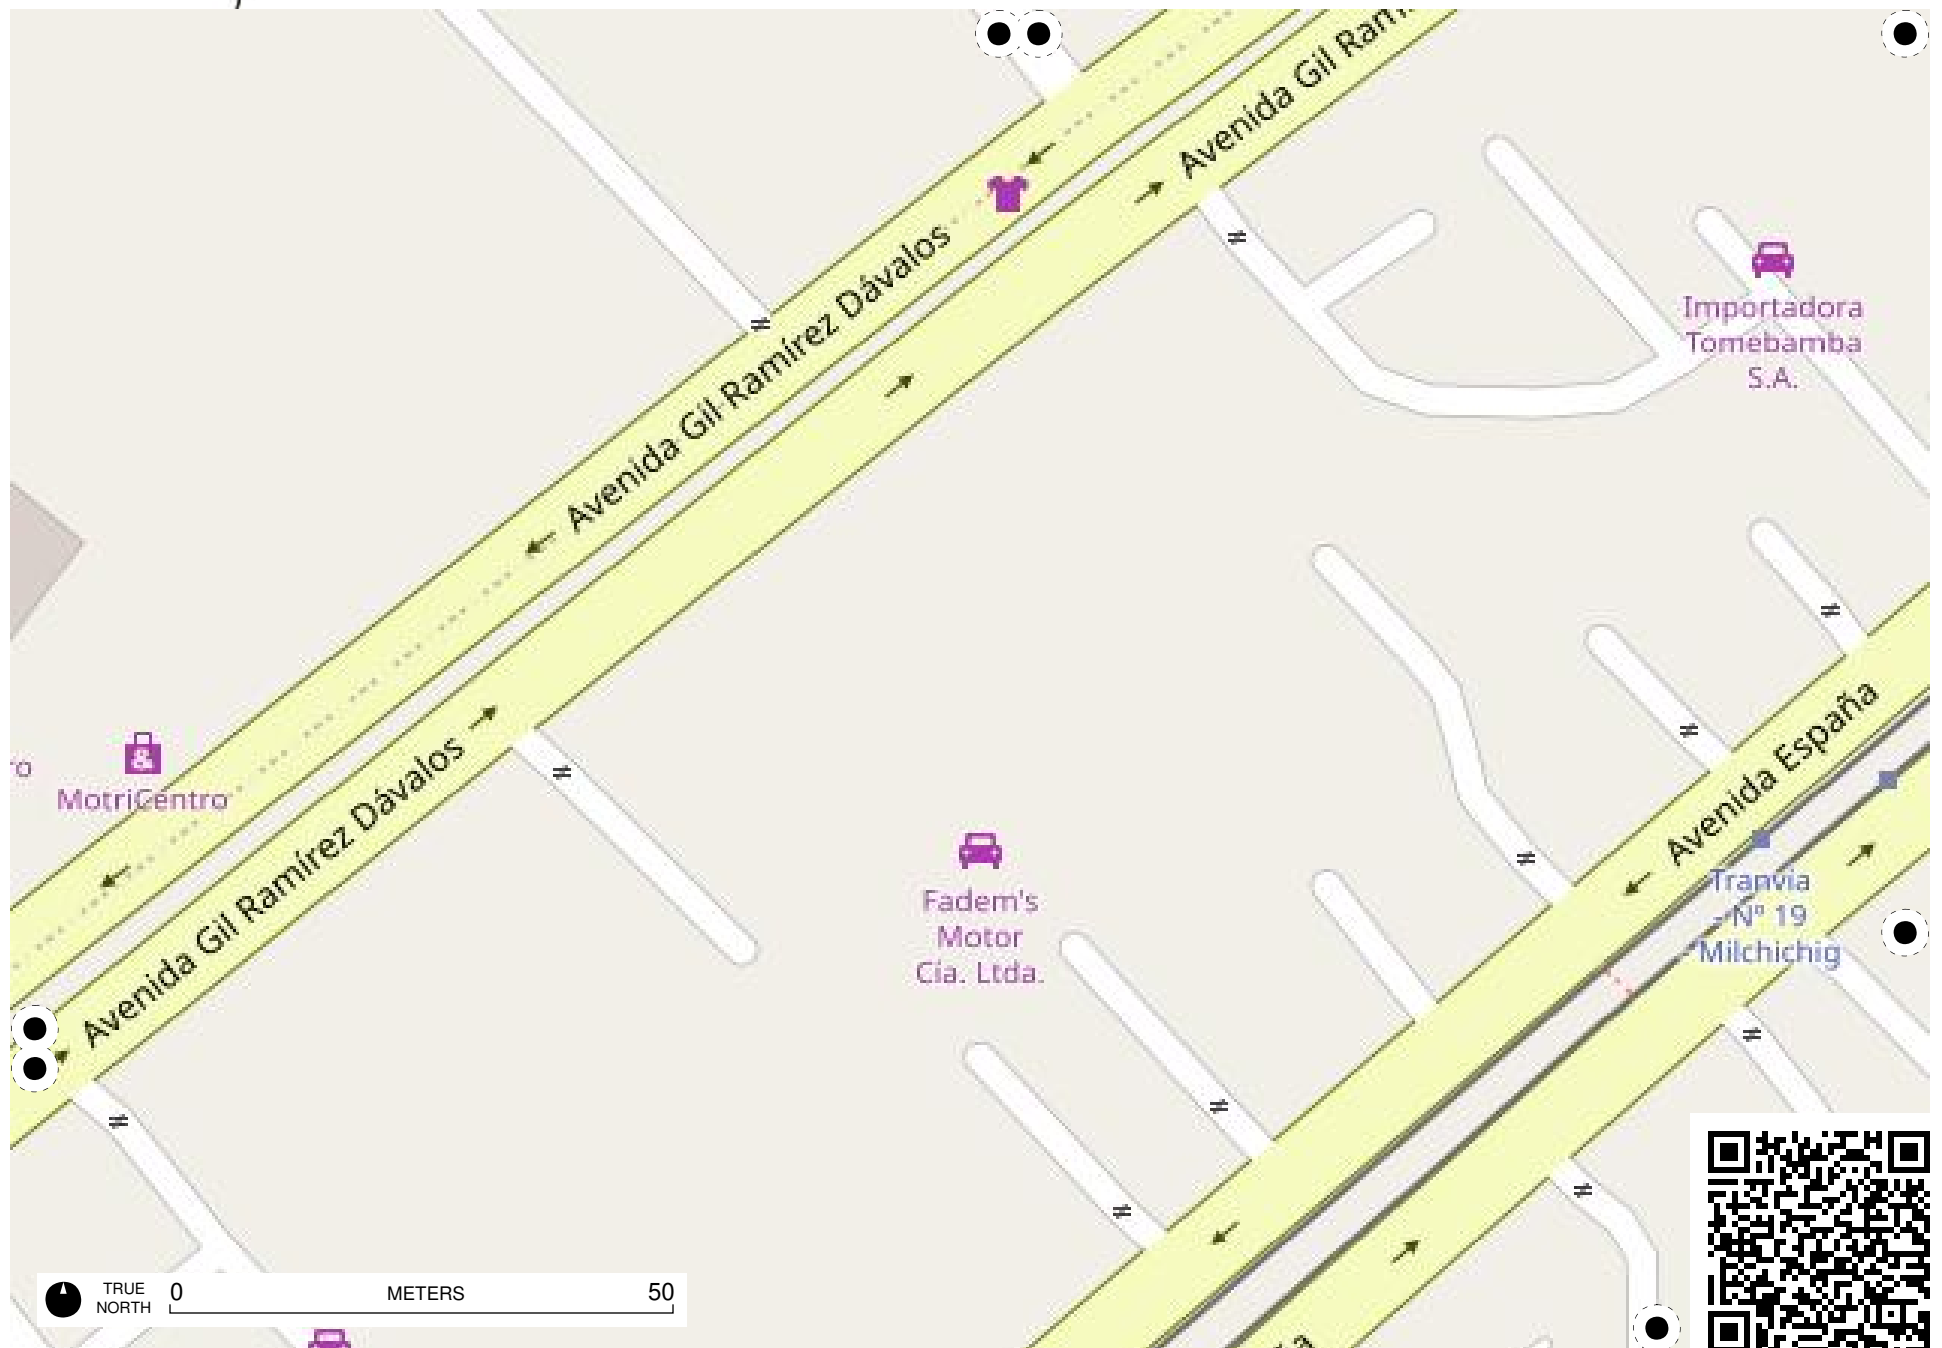 Avenida Gil Ram
Avenida Gil Ramírez Dávalos
Importadora
Tomebamba
S.A.
Avenida España
ro
MotriCentro
Avenida Gil Ramírez Dávalos
Fadem's
Motor
Cia. Ltda.
Tranvia
- Nº 19
Milchichig
TRUE
NORTH
0
METERS
50